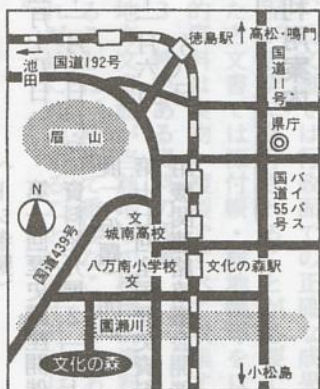 徳島駅
高松・鳴門
池田
国道192号
国道11号
県庁
眉山
N
国道55号
バイパス
文
城南高校
国道439号
八万南小学校
文
文化の森駅
園瀬川
文化の森
小松島